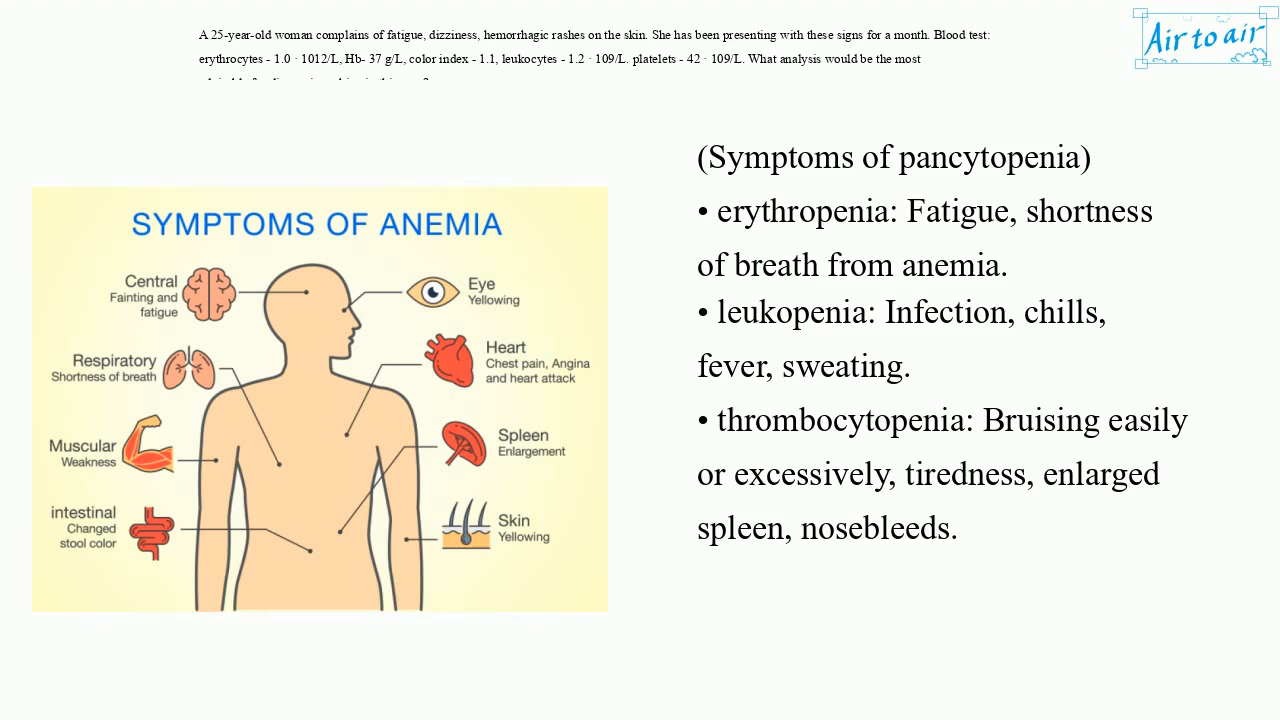 A 25-year-old woman complains of fatigue, dizziness, hemorrhagic rashes on the skin. She has been presenting with these signs for a month. Blood test:
erythrocytes - 1.0 · 1012/L, Hb- 37 g/L, color index - 1.1, leukocytes - 1.2 · 109/L. platelets - 42 · 109/L. What analysis would be the most
Air to air
(Symptoms of pancytopenia)
• erythropenia: Fatigue, shortness
of breath from anemia.
• leukopenia: Infection, chills,
fever, sweating.
• thrombocytopenia: Bruising easily
or excessively, tiredness, enlarged
spleen, nosebleeds.
SYMPTOMS OF ANEMIA
Central
Fainting and
fatigue
Eye
Yellowing
Respiratory
Shortness of breath
Heart
Chest pain, Angina
and heart attack
Muscular
Weakness
Spleen
Enlargement
intestinal
Changed
stool color
Skin
Yellowing